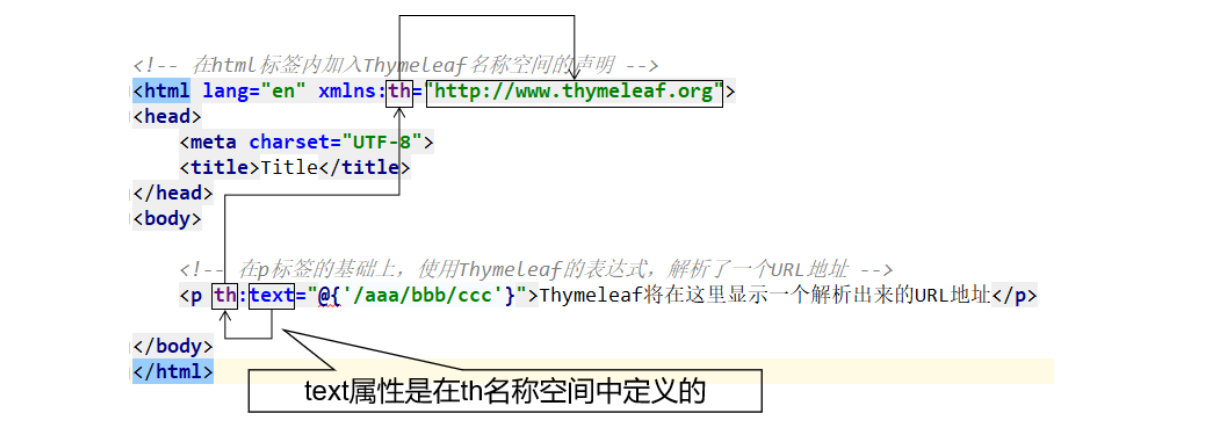 <!-- 在html标签内加入Thymeleaf名称空间的声明 -->
<html lang="en" xmlns:th="http://www.thymeleaf.org">
<head>
    <meta charset="UTF-8">
    <title>Title</title>
</head>
<body>
    <!-- 在p标签的基础上，使用Thymeleaf的表达式，解析了一个URL地址 -->
    <p th:text="@{'/aaa/bbb/ccc'}">Thymeleaf将在这里显示一个解析出来的URL地址</p>
</body>
</html>
text属性是在th名称空间中定义的